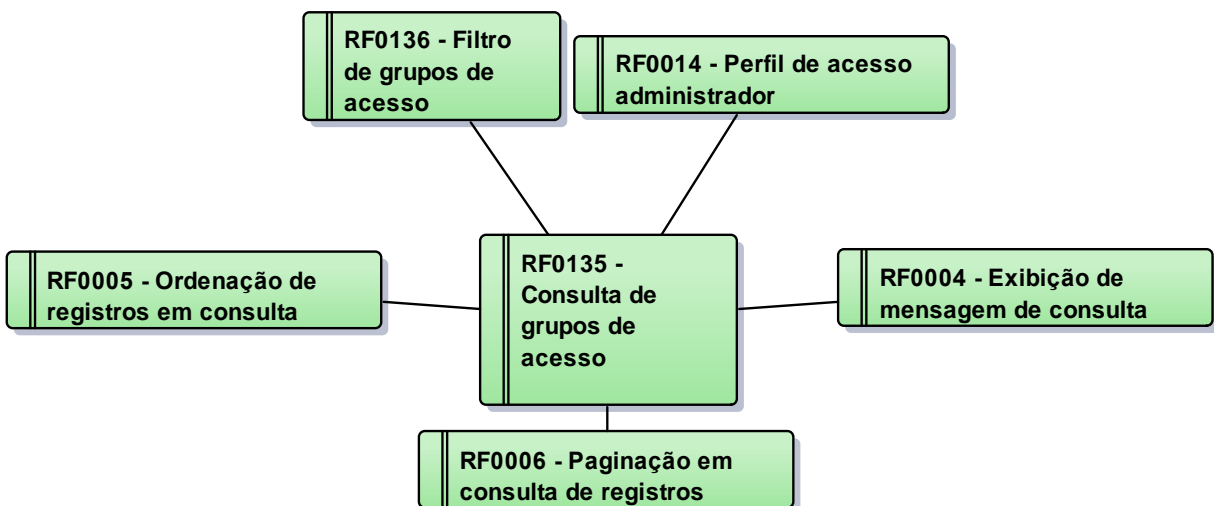 RF0136 - Filtro
de grupos de
acesso
RF0014 - Perfil de acesso
administrador
RF0005 - Ordenação de
registros em consulta
RF0135 -
Consulta de
grupos de
acesso
RF0004 - Exibição de
mensagem de consulta
RF0006 - Paginação em
consulta de registros